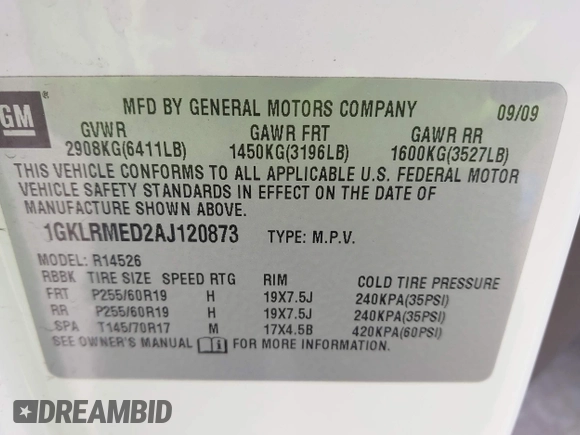 GM ®
MFD BY GENERAL MOTORS COMPANY 09/09
GVWR GAWR FRT GAWR RR
2908KG(6411LB) 1450KG(3196LB) 1600KG(3527LB)
THIS VEHICLE CONFORMS TO ALL APPLICABLE U.S. FEDERAL MOTOR
VEHICLE SAFETY STANDARDS IN EFFECT ON THE DATE OF
MANUFACTURE SHOWN ABOVE.
1GKLRMED2AJ120873 TYPE: M.P.V.
MODEL: R14526
RBBK TIRE SIZE SPEED RTG RIM COLD TIRE PRESSURE
FRT P255/60R19 H 19X7.5J 240KPA(35PSI)
RR P255/60R19 H 19X7.5J 240KPA(35PSI)
SPA T145/70R17 M 17X4.5B 420KPA(60PSI)
SEE OWNER'S MANUAL FOR MORE INFORMATION.
DREAMBID